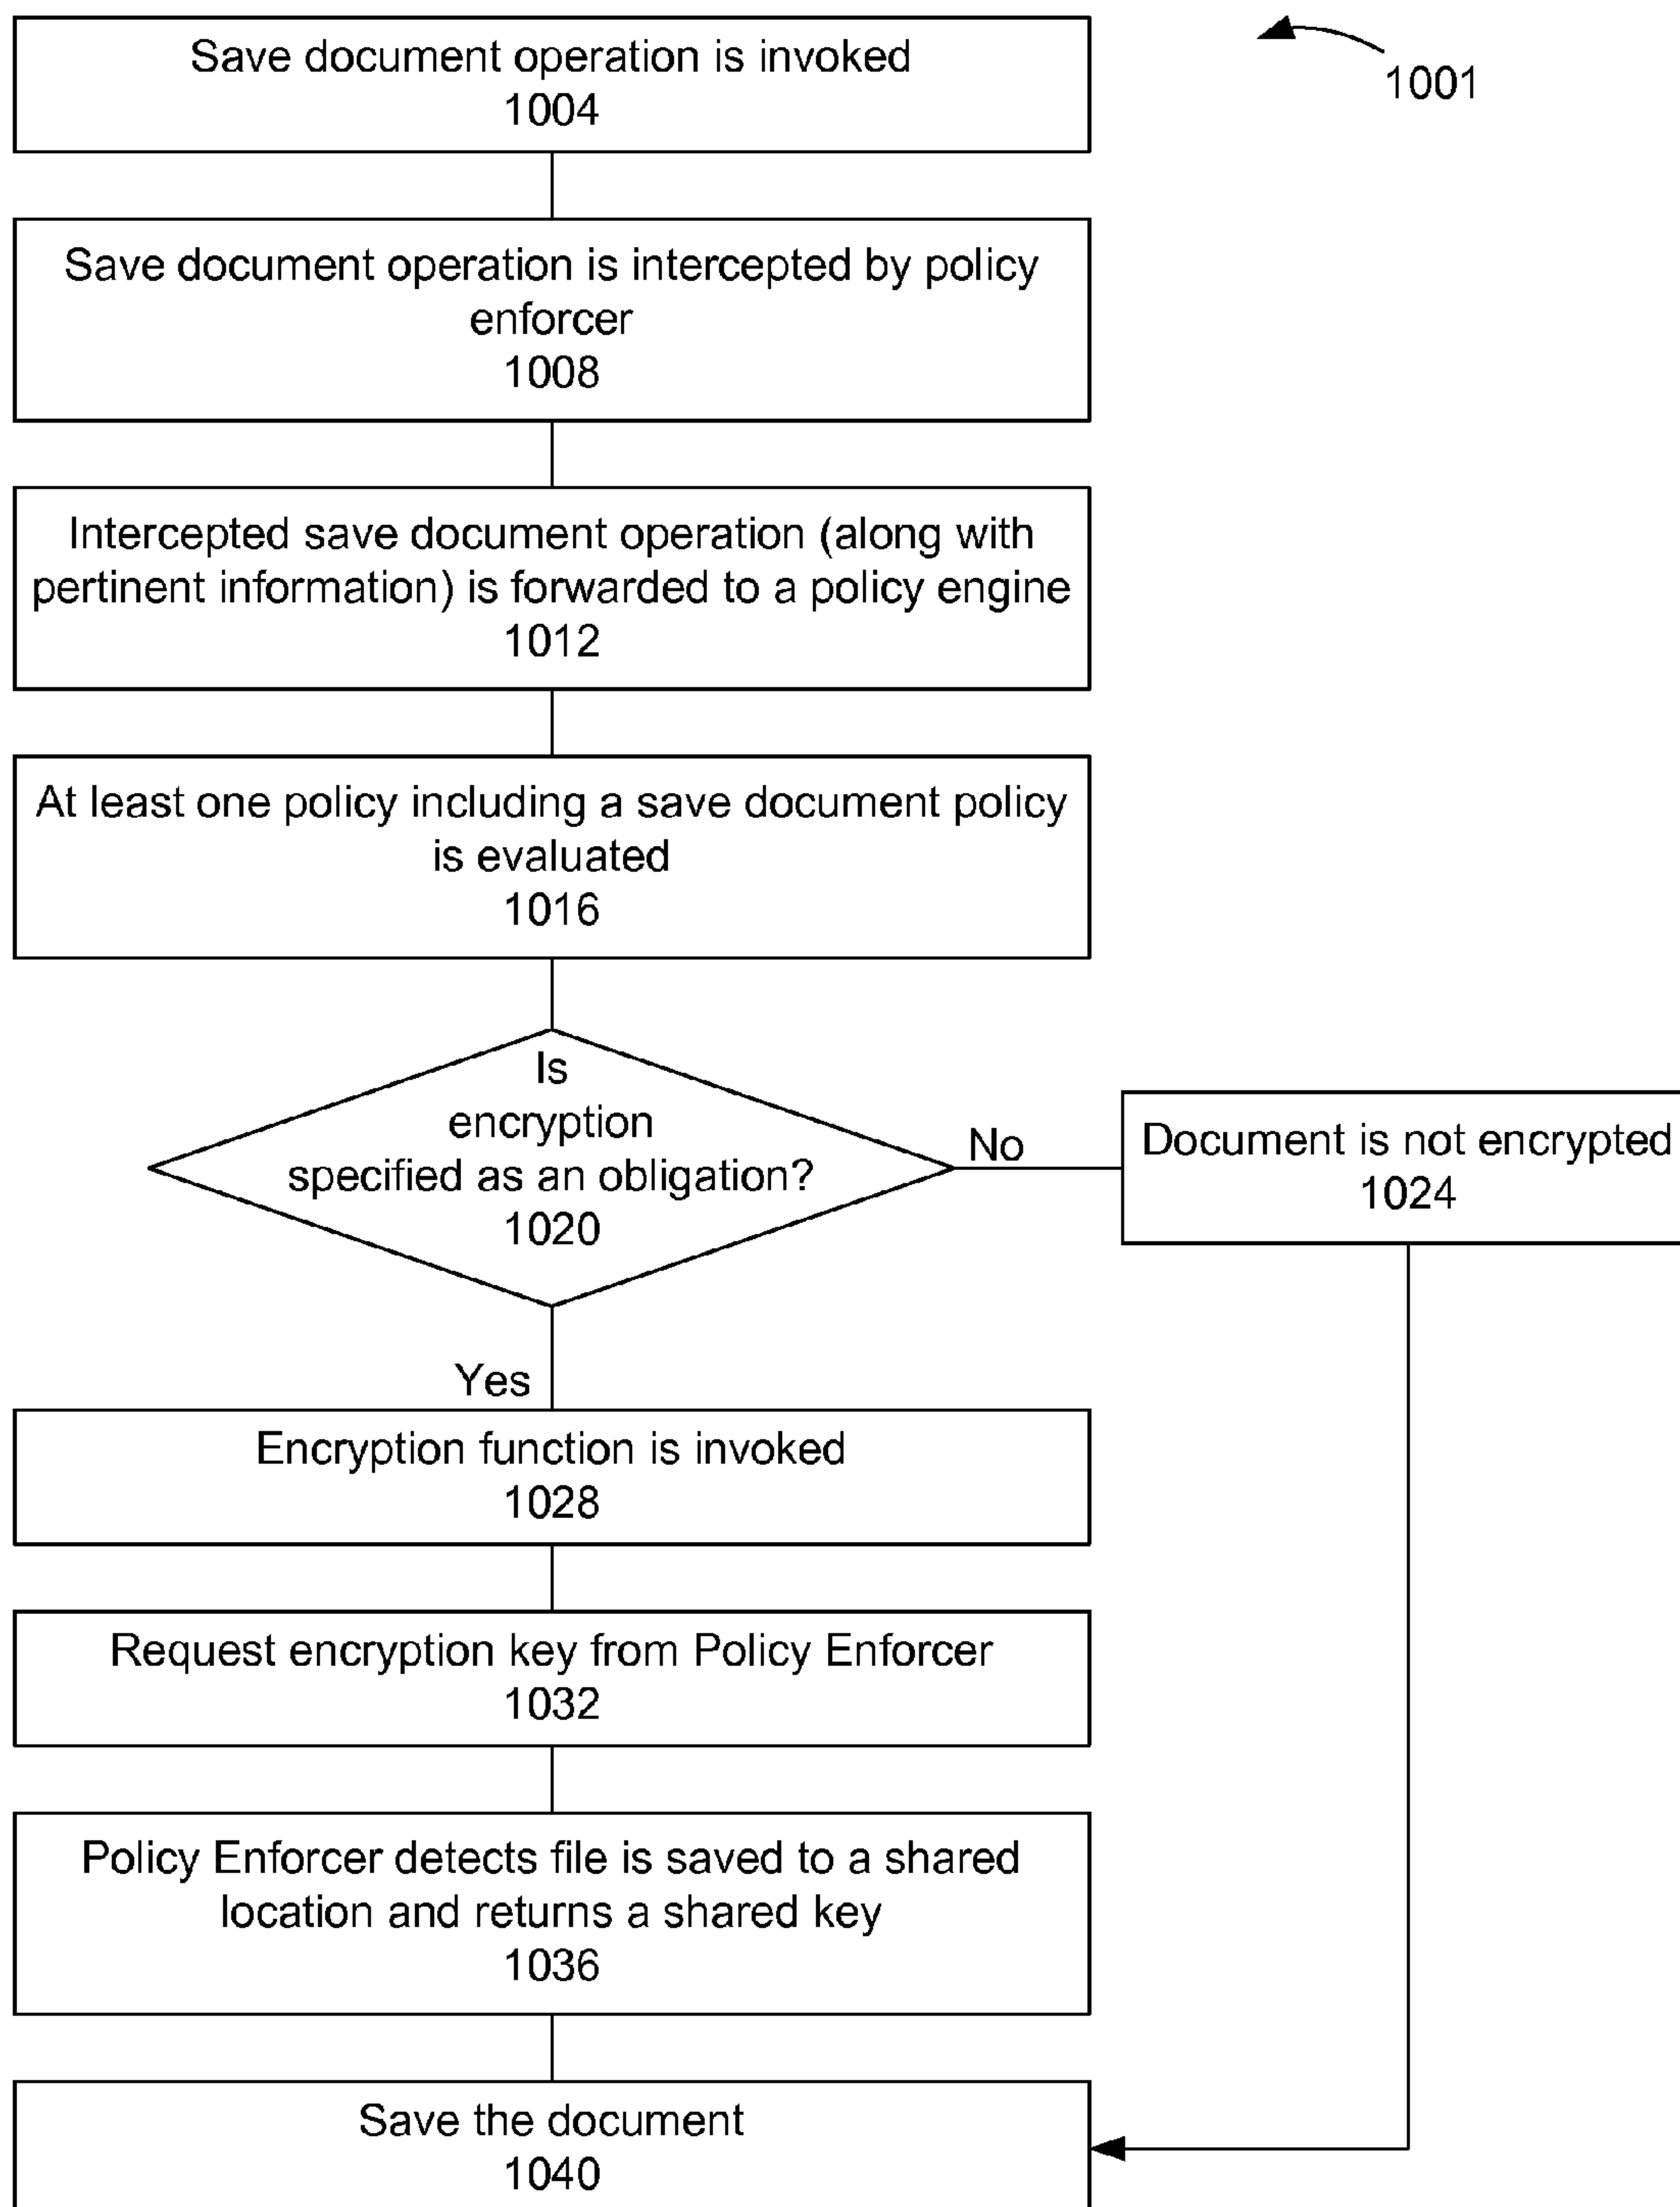 Save document operation is invoked
1004
1001
Save document operation is intercepted by policy
enforcer
1008
Intercepted save document operation (along with
pertinent information) is forwarded to a policy engine
1012
At least one policy including a save document policy
is evaluated
1016
Is
encryption
specified as an obligation?
1020
No
Document is not encrypted
1024
Yes
Encryption function is invoked
1028
Request encryption key from Policy Enforcer
1032
Policy Enforcer detects file is saved to a shared
location and returns a shared key
1036
Save the document
1040